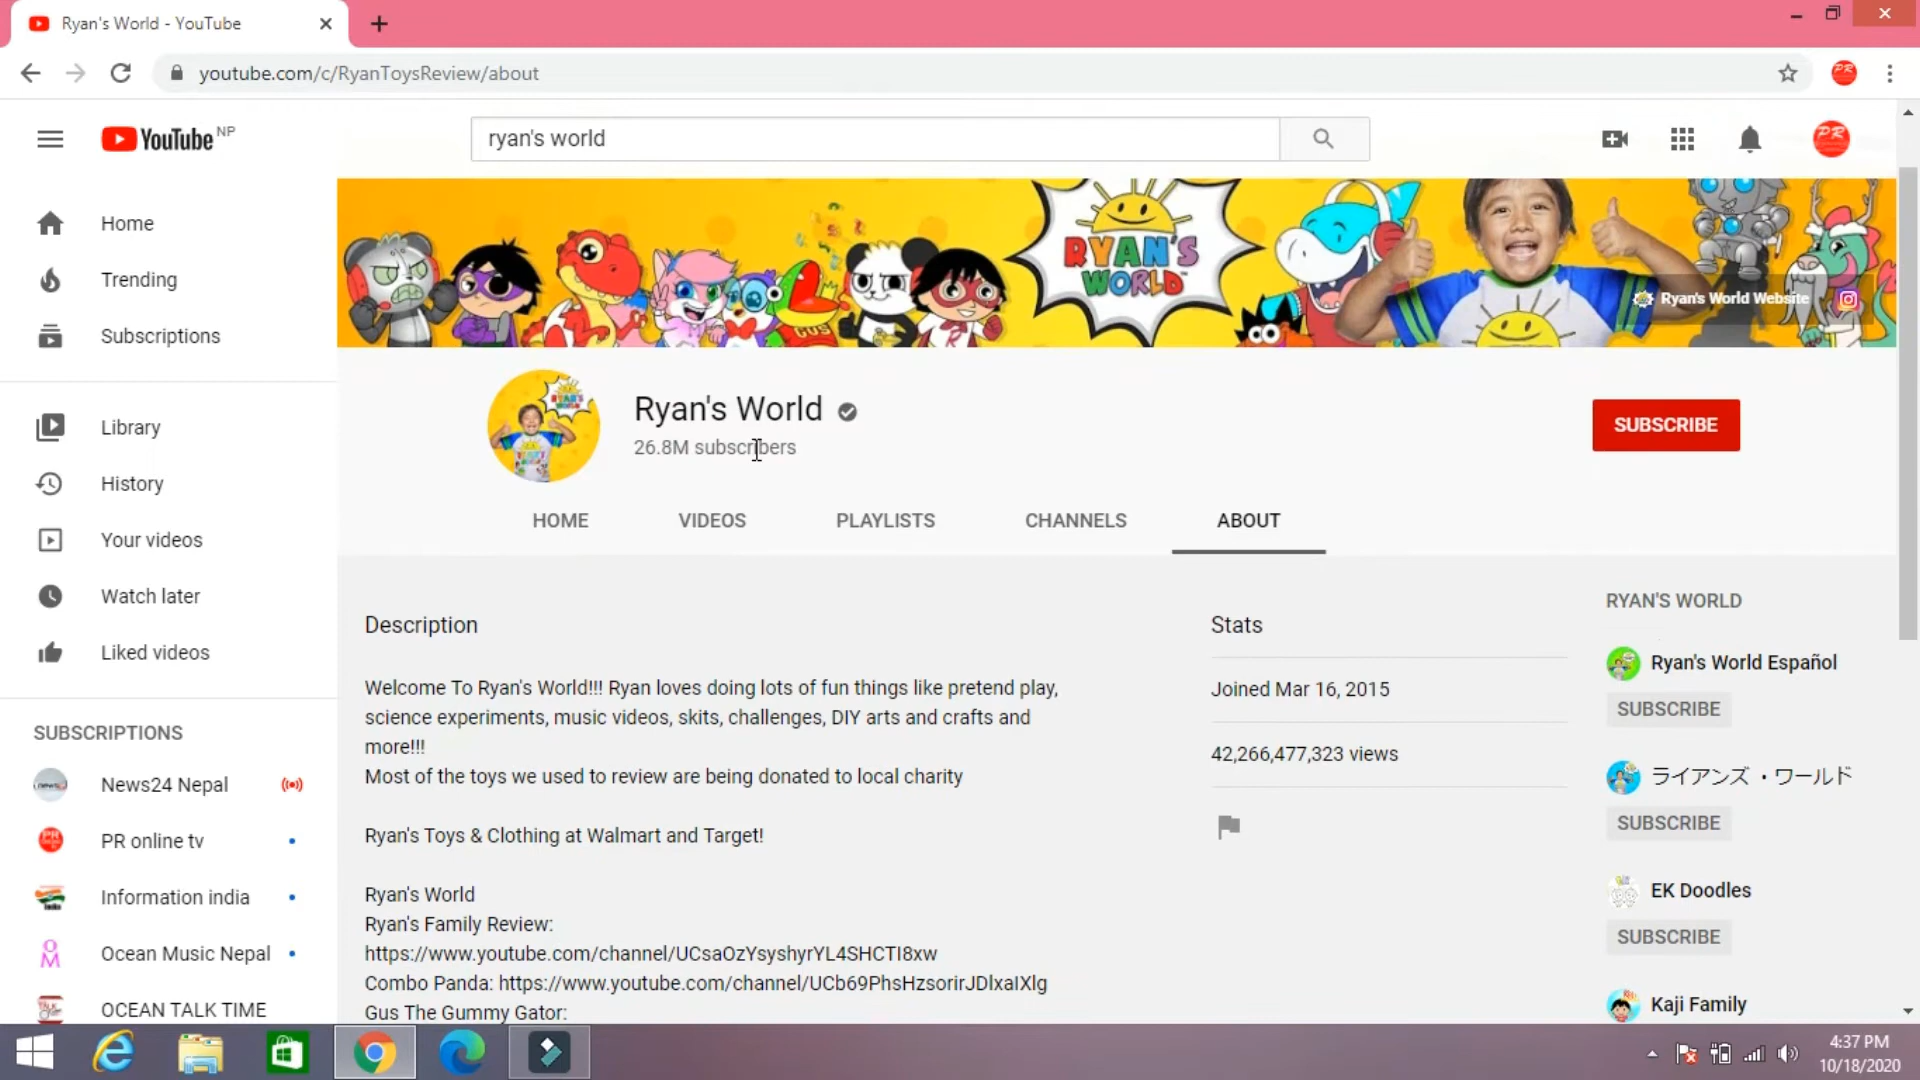 Ryan's World - YouTube
youtube.com/c/RyanToysReview/about
PR
YouTube NP
ryan's world
PR
Home
Trending
Subscriptions
Library
History
Your videos
Watch later
Liked videos
SUBSCRIPTIONS
News24 Nepal
PR online tv
Information india
Ocean Music Nepal
OCEAN TALK TIME
RYAN'S
WORLD
GUS
Ryan's World Website
Ryan's World
26.8M subscribers
SUBSCRIBE
HOME
VIDEOS
PLAYLISTS
CHANNELS
ABOUT
Description
Welcome To Ryan's World!!! Ryan loves doing lots of fun things like pretend play,
science experiments, music videos, skits, challenges, DIY arts and crafts and
more!!!
Most of the toys we used to review are being donated to local charity
Ryan's Toys & Clothing at Walmart and Target!
Ryan's World
Ryan's Family Review:
https://www.youtube.com/channel/UCsaOzYsyshyrYL4SHCTI8xw
Combo Panda: https://www.youtube.com/channel/UCb69PhsHzsorirJDlxaIXlg
Gus The Gummy Gator:
Stats
Joined Mar 16, 2015
42,266,477,323 views
RYAN'S WORLD
Ryan's World Español
SUBSCRIBE
ライアンズ ・ワールド
SUBSCRIBE
EK Doodles
SUBSCRIBE
Kaji Family
4:37 PM
10/18/2020